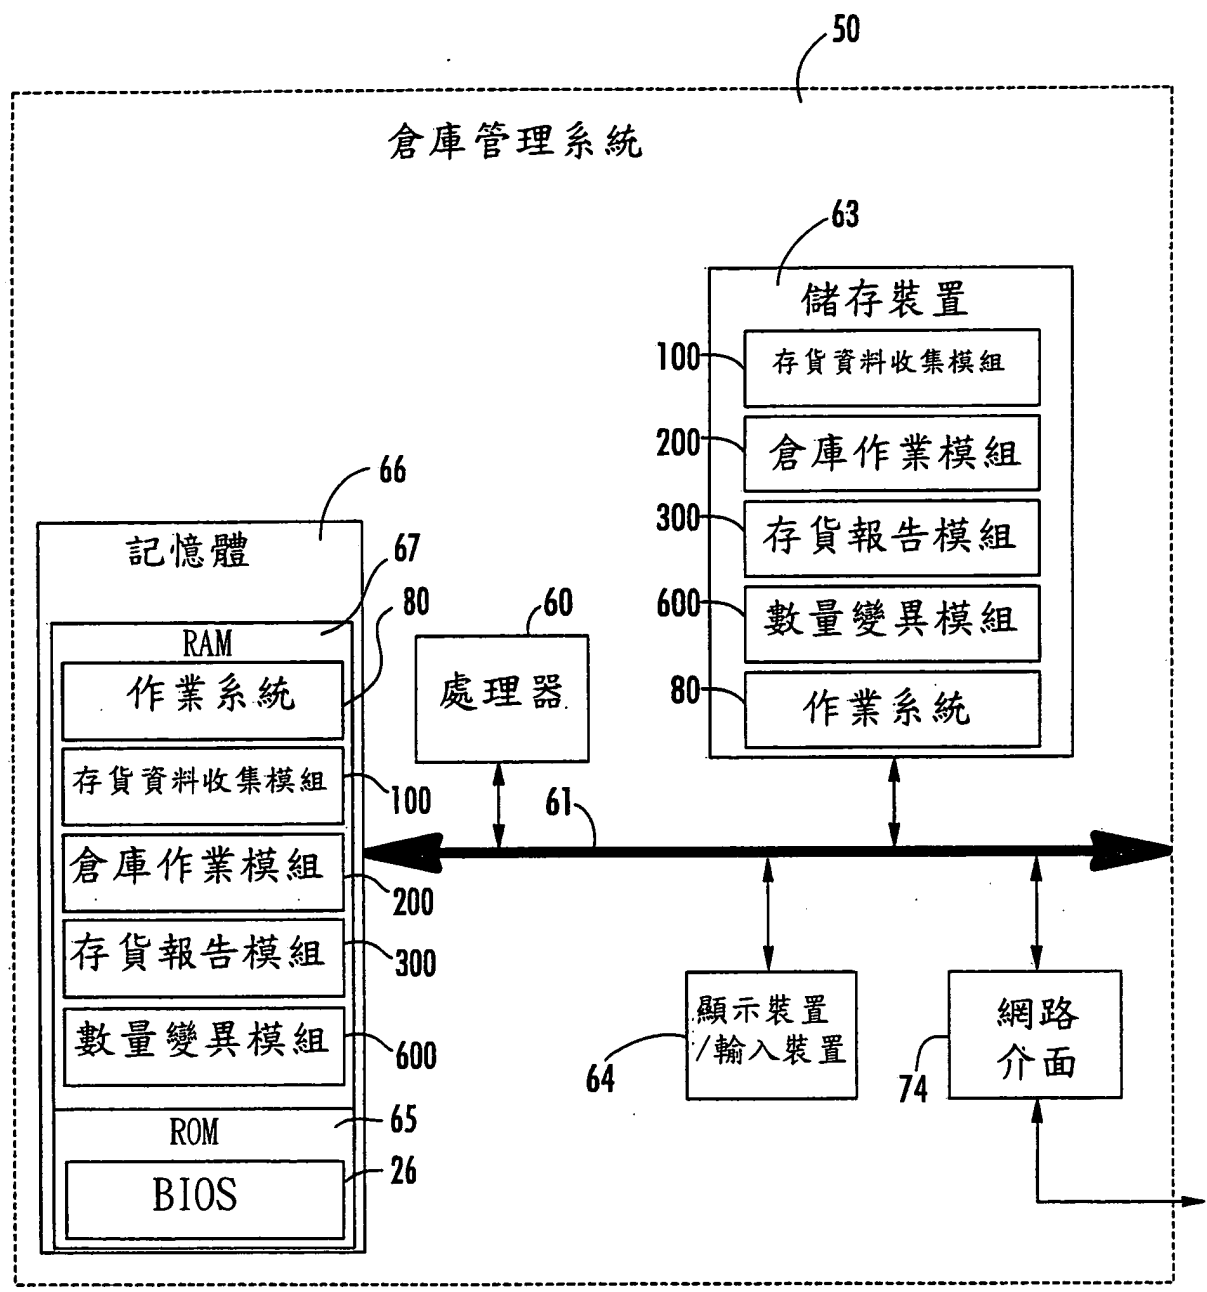 50
倉庫管理系統
63
儲存裝置
100
存貨資料收集模組
200
倉庫作業模組
300
存貨報告模組
600
數量變異模組
80
作業系統
66
記憶體
67
RAM
80
作業系統
100
存貨資料收集模組
200
倉庫作業模組
300
存貨報告模組
600
數量變異模組
65
ROM
26
BIOS
60
處理器
61
64
顯示裝置
/輸入裝置
74
網路
介面